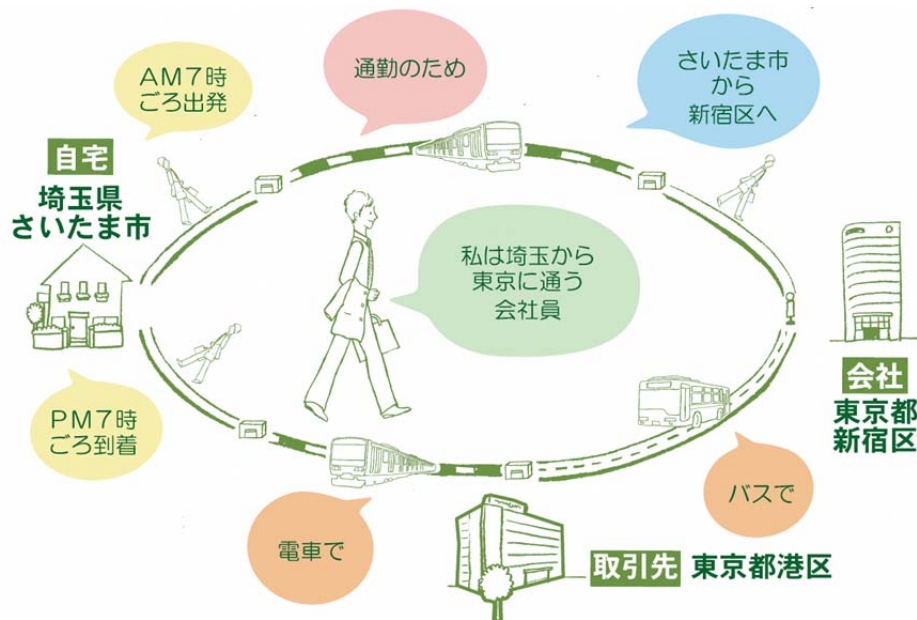 AM7時
ごろ出発
通勤のため
さいたま市
から
新宿区へ
自宅
埼玉県
さいたま市
私は埼玉から
東京に通う
会社員
会社
東京都
新宿区
PM7時
ごろ到着
電車で
バスで
取引先 東京都港区